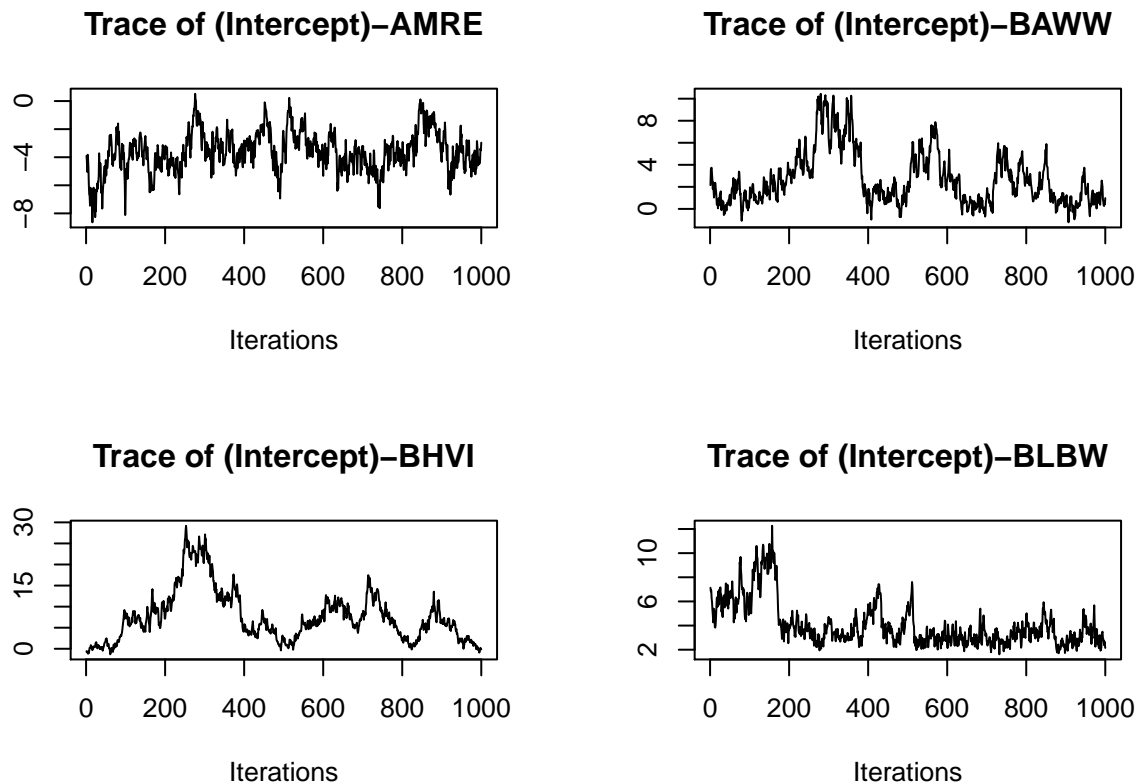 Trace of (Intercept)−AMRE
0
−4
−8
0 200 400 600 800 1000
Iterations
Trace of (Intercept)−BAWW
8
4
0
0 200 400 600 800 1000
Iterations
Trace of (Intercept)−BHVI
30
15
0
0 200 400 600 800 1000
Iterations
Trace of (Intercept)−BLBW
10
6
2
0 200 400 600 800 1000
Iterations